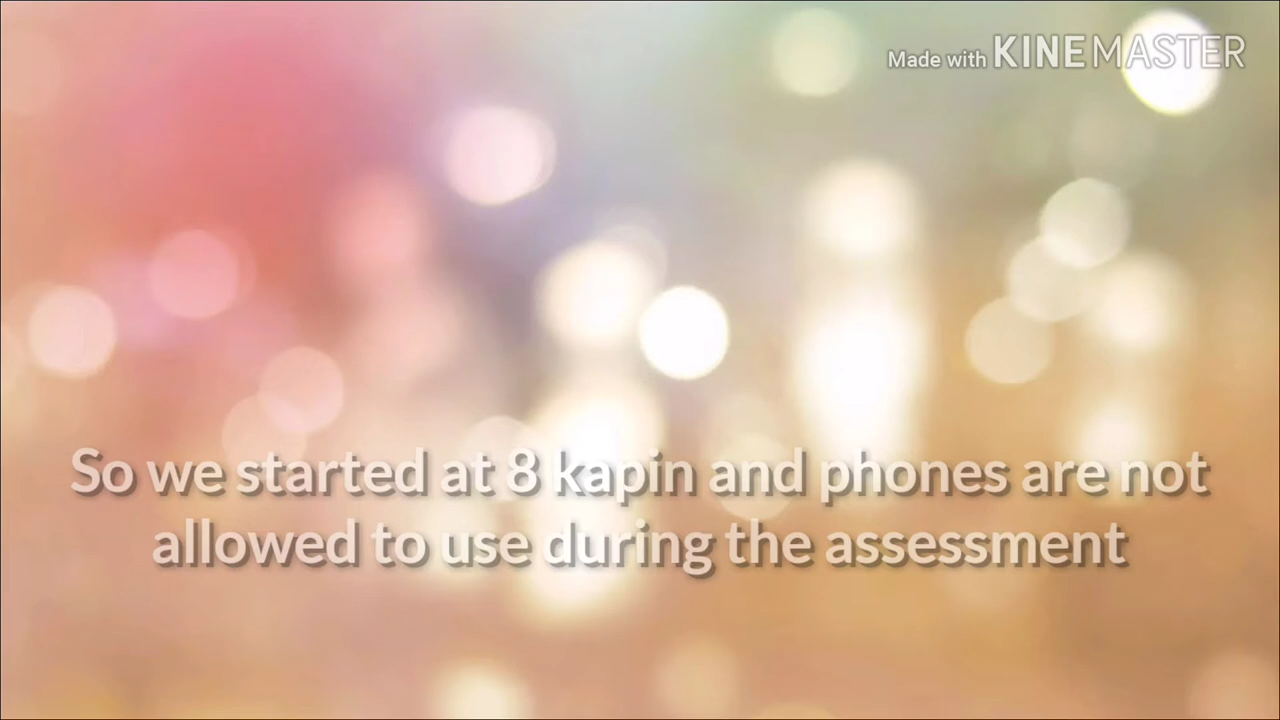 Made with KINEMASTER
So we started at 8 kapin and phones are not
allowed to use during the assessment